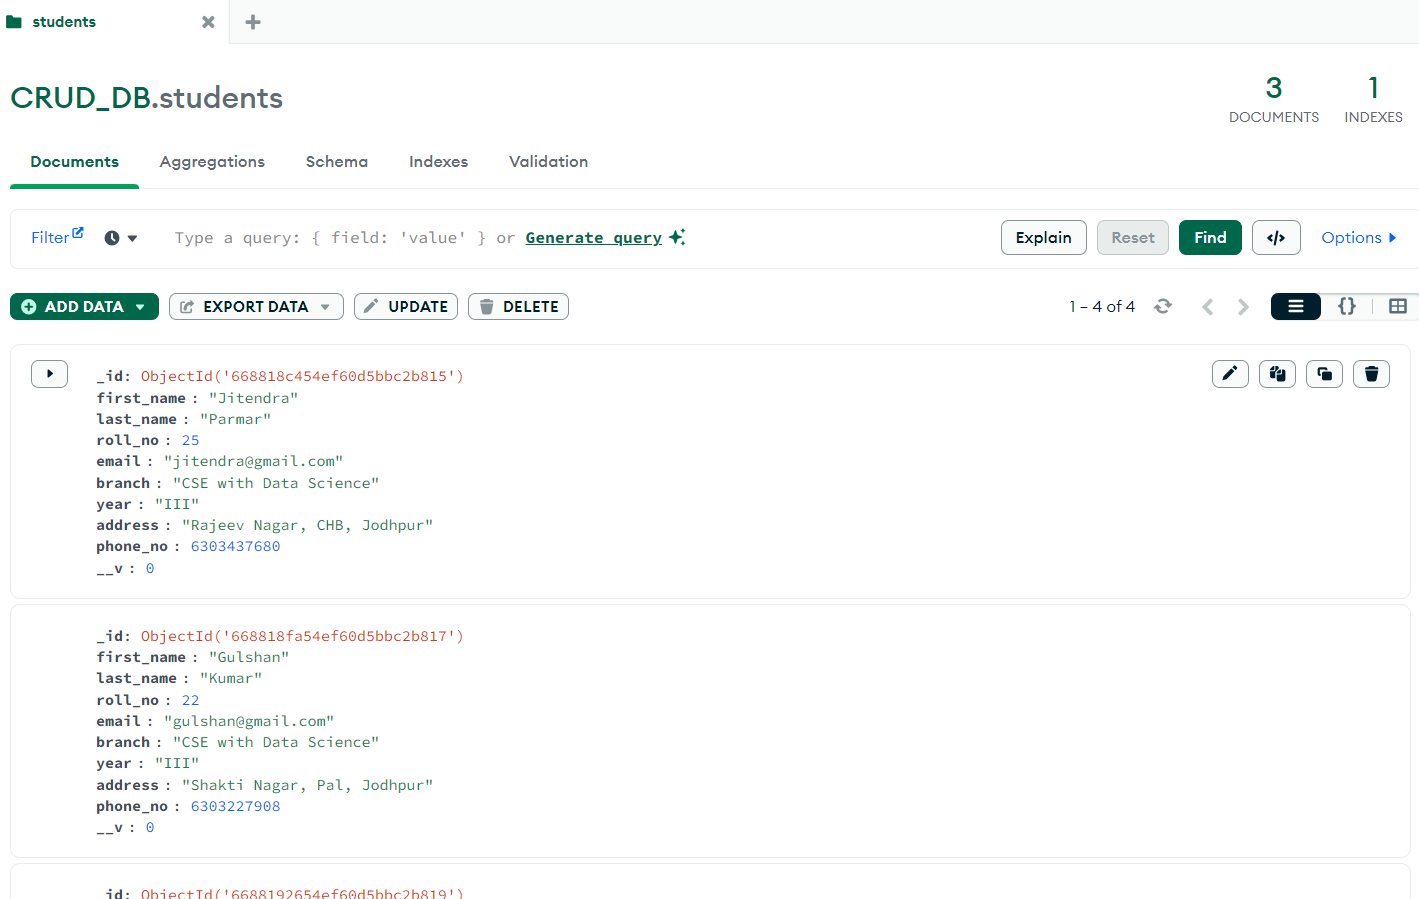 students
CRUD_DB.students
3
DOCUMENTS
1
INDEXES
Documents Aggregations Schema Indexes Validation
Filter Type a query: { field: 'value' } or Generate query Explain Reset Find </> Options
ADD DATA EXPORT DATA UPDATE DELETE 1 – 4 of 4 {}
_id: ObjectId('668818c454ef60d5bbc2b815')
first_name : "Jitendra"
last_name : "Parmar"
roll_no : 25
email : "jitendra@gmail.com"
branch : "CSE with Data Science"
year : "III"
address : "Rajeev Nagar, CHB, Jodhpur"
phone_no : 6303437680
__v : 0
_id: ObjectId('668818fa54ef60d5bbc2b817')
first_name : "Gulshan"
last_name : "Kumar"
roll_no : 22
email : "gulshan@gmail.com"
branch : "CSE with Data Science"
year : "III"
address : "Shakti Nagar, Pal, Jodhpur"
phone_no : 6303227908
__v : 0
_id: ObjectId('6688192654ef60d5bbc2b819')